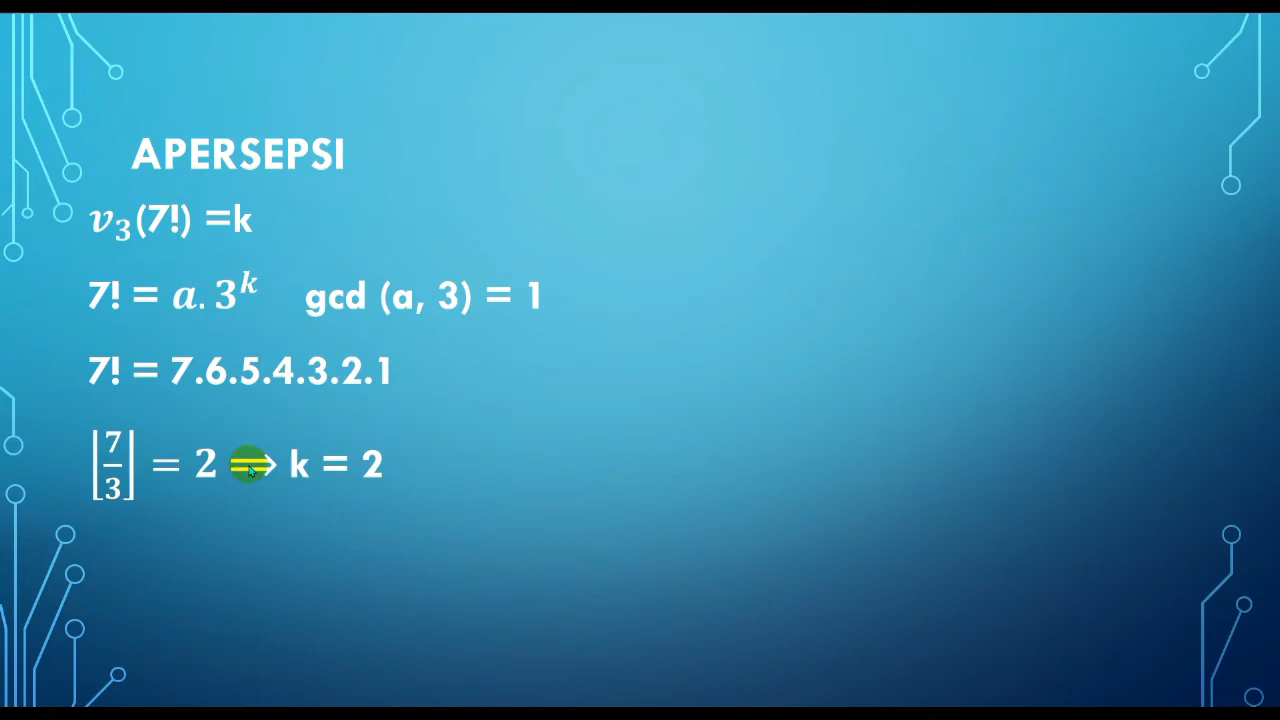 APERSEPSI
𝒗₃(7!) =k
7! = 𝒂. 𝟑ᵏ gcd (a, 3) = 1
7! = 7.6.5.4.3.2.1
⌊7/3⌋ = 2 ⟹ k = 2